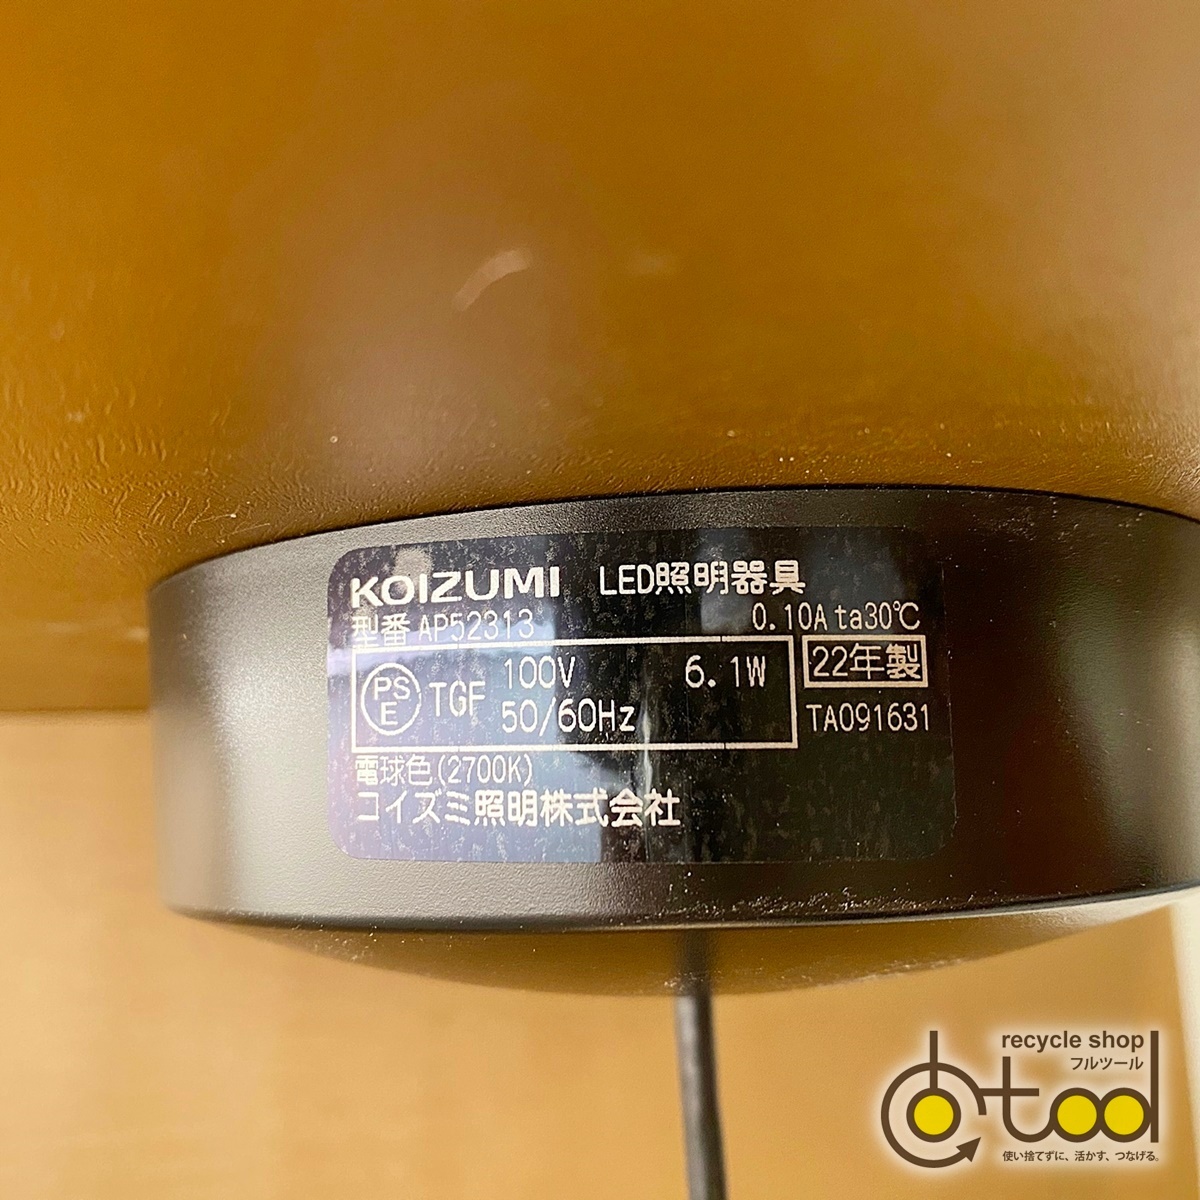 KOIZUMI LED照明器具
型番 AP52313 0.10A ta30℃
PS E TGF 100V 6.1W 22年製
50/60Hz TA091631
電球色(2700K)
コイズミ照明株式会社
recycle shop
フルツール
tool
使い捨てずに、活かす、つなげる。